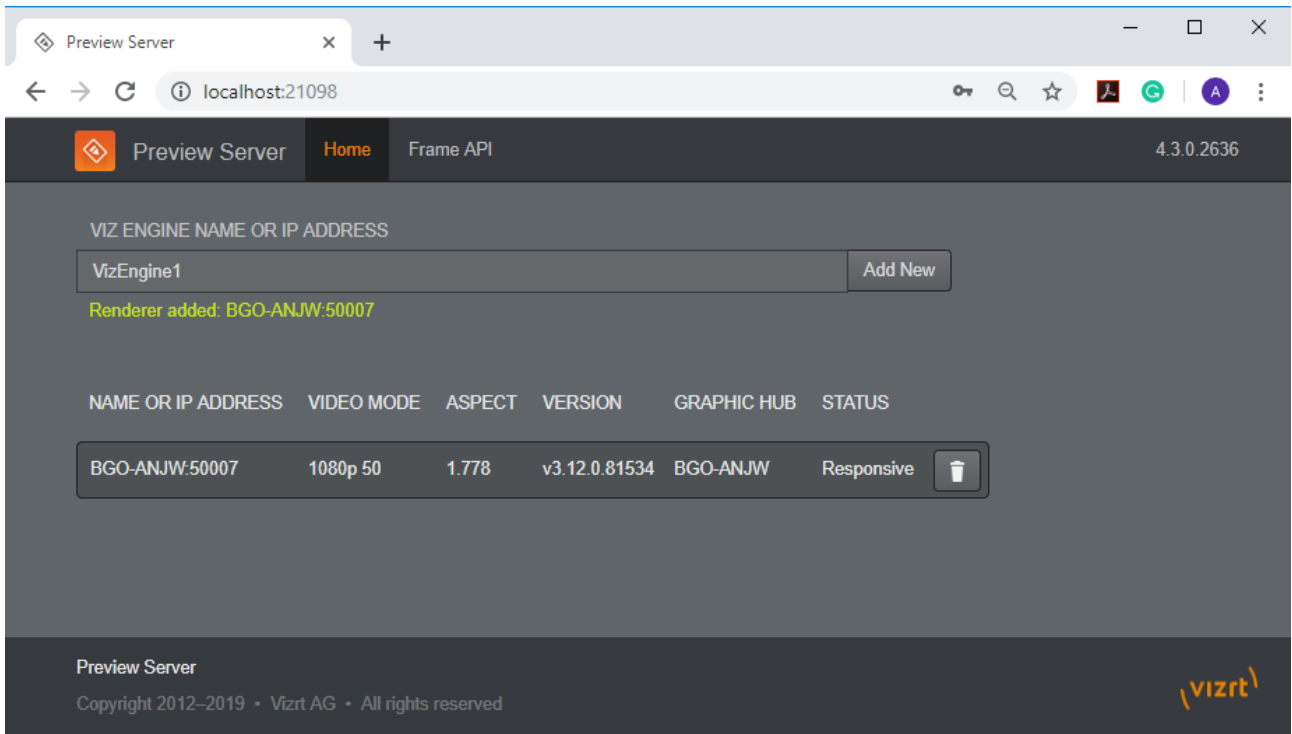 Preview Server
localhost:21098
A
Preview Server Home Frame API 4.3.0.2636
VIZ ENGINE NAME OR IP ADDRESS
VizEngine1 Add New
Renderer added: BGO-ANJW:50007
NAME OR IP ADDRESS VIDEO MODE ASPECT VERSION GRAPHIC HUB STATUS
BGO-ANJW:50007 1080p 50 1.778 v3.12.0.81534 BGO-ANJW Responsive
Preview Server
Copyright 2012–2019 • Vizrt AG • All rights reserved
vizrt